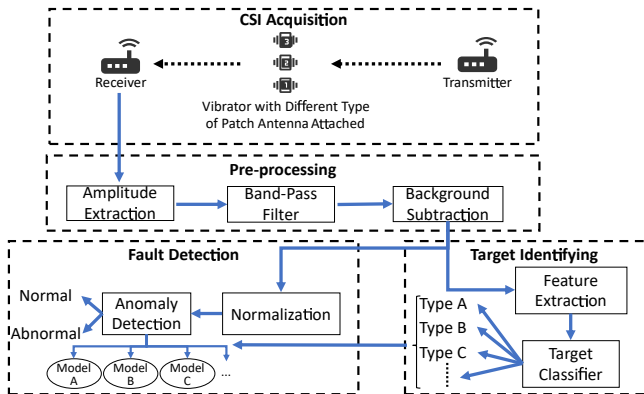 CSI Acquisition
3
2
1
Receiver
Transmitter
Vibrator with Different Type
of Patch Antenna Attached
Pre-processing
Amplitude
Extraction
Band-Pass
Filter
Background
Subtraction
Fault Detection
Normal
Abnormal
Anomaly
Detection
Normalization
Model
A
Model
B
Model
C
...
Target Identifying
Feature
Extraction
Type A
Type B
Type C
Target
Classifier